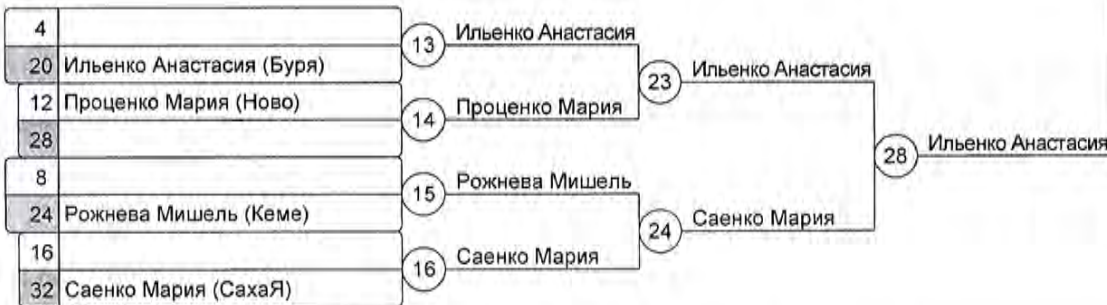 4
13 Ильенко Анастасия
20 Ильенко Анастасия (Буря)
23 Ильенко Анастасия
12 Проценко Мария (Ново)
14 Проценко Мария
28
28 Ильенко Анастасия
8
15 Рожнева Мишель
24 Рожнева Мишель (Кеме)
24 Саенко Мария
16
16 Саенко Мария
32 Саенко Мария (СахаЯ)